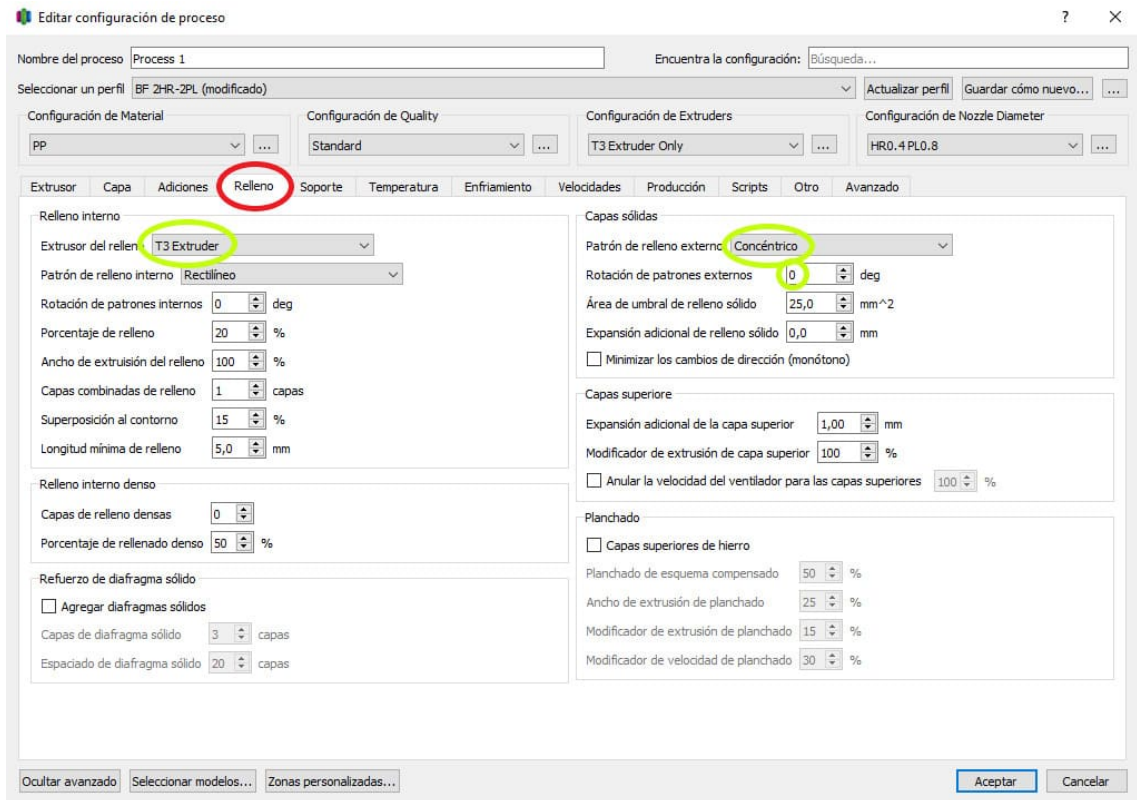 Editar configuración de proceso
? X
Nombre del proceso Process 1
Encuentra la configuración: Búsqueda...
Seleccionar un perfil BF 2HR-2PL (modificado)
Actualizar perfil Guardar cómo nuevo... ...
Configuración de Material
PP ...
Configuración de Quality
Standard ...
Configuración de Extruders
T3 Extruder Only ...
Configuración de Nozzle Diameter
HR0.4 PL0.8 ...
Extrusor Capa Adiciones Relleno Soporte Temperatura Enfriamiento Velocidades Producción Scripts Otro Avanzado
Relleno interno
Extrusor del relleno T3 Extruder
Patrón de relleno interno Rectilíneo
Rotación de patrones internos 0 deg
Porcentaje de relleno 20 %
Ancho de extruisión del relleno 100 %
Capas combinadas de relleno 1 capas
Superposición al contorno 15 %
Longitud mínima de relleno 5,0 mm
Relleno interno denso
Capas de relleno densas 0
Porcentaje de rellenado denso 50 %
Refuerzo de diafragma sólido
Agregar diafragmas sólidos
Capas de diafragma sólido 3 capas
Espaciado de diafragma sólido 20 capas
Capas sólidas
Patrón de relleno externo Concéntrico
Rotación de patrones externos 0 deg
Área de umbral de relleno sólido 25,0 mm^2
Expansión adicional de relleno sólido 0,0 mm
Minimizar los cambios de dirección (monótono)
Capas superiore
Expansión adicional de la capa superior 1,00 mm
Modificador de extrusión de capa superior 100 %
Anular la velocidad del ventilador para las capas superiores 100 %
Planchado
Capas superiores de hierro
Planchado de esquema compensado 50 %
Ancho de extrusión de planchado 25 %
Modificador de extrusión de planchado 15 %
Modificador de velocidad de planchado 30 %
Ocultar avanzado Seleccionar modelos... Zonas personalizadas...
Aceptar Cancelar